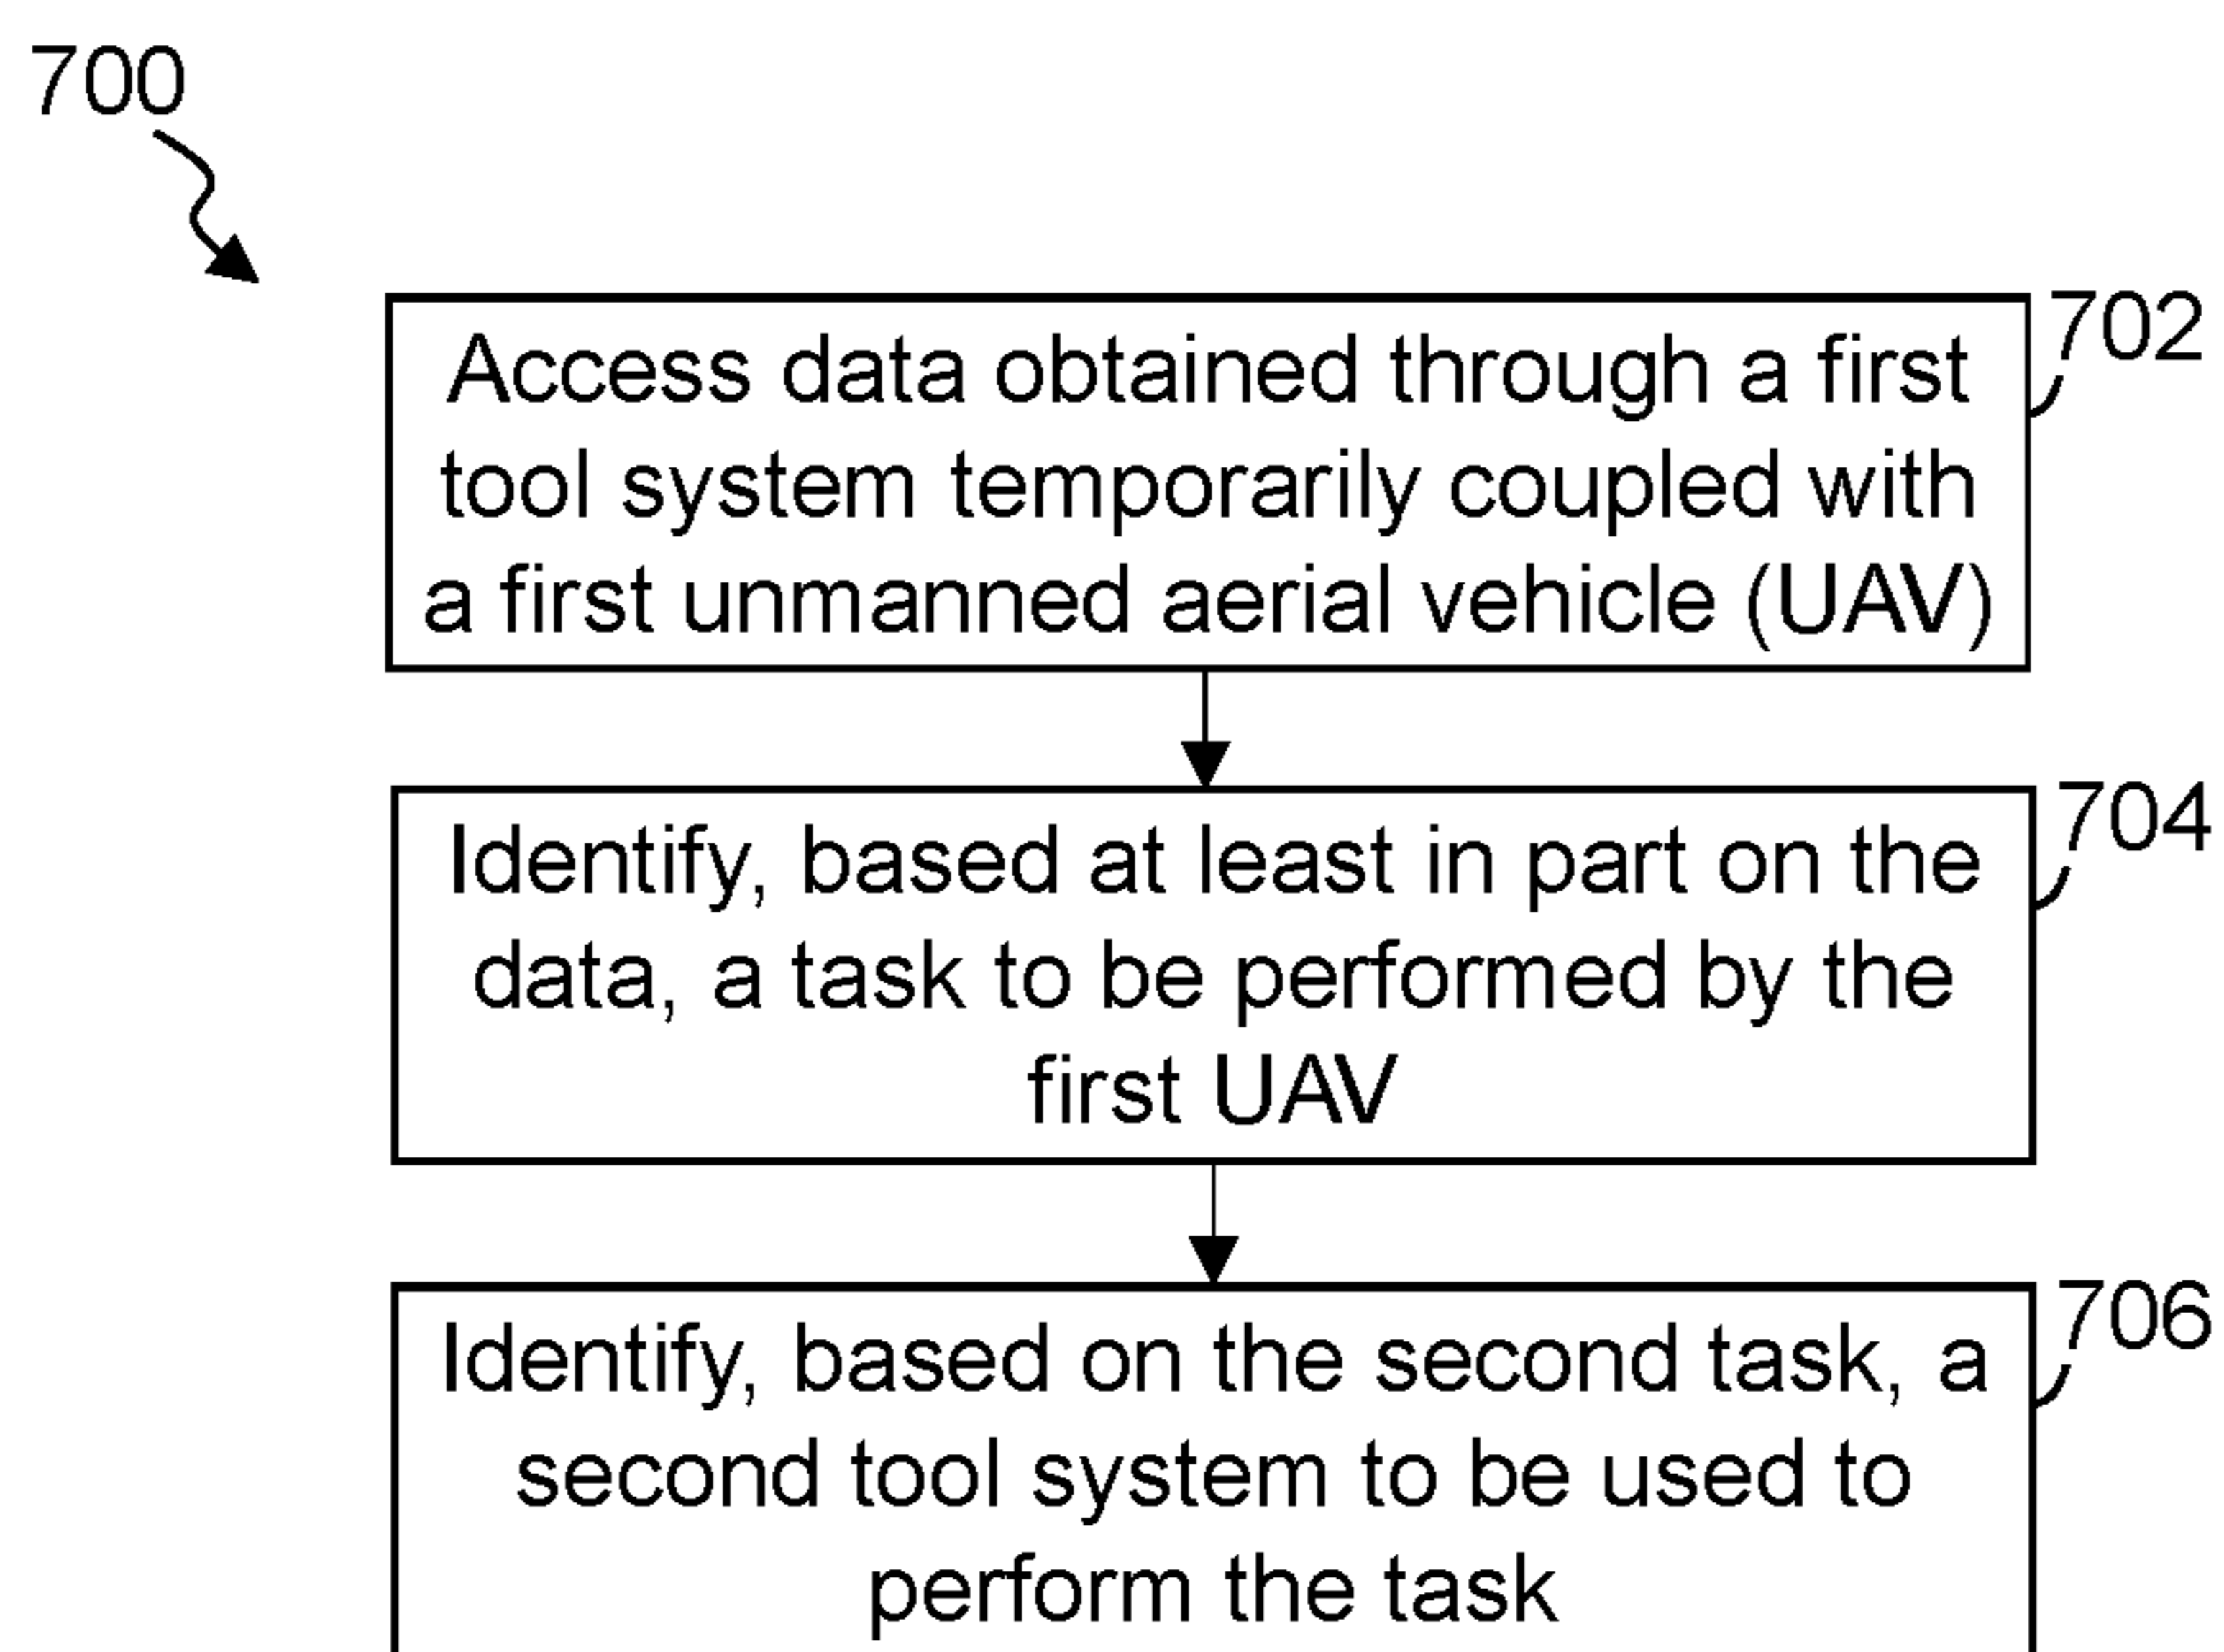 700
702
Access data obtained through a first
tool system temporarily coupled with
a first unmanned aerial vehicle (UAV)
704
Identify, based at least in part on the
data, a task to be performed by the
first UAV
706
Identify, based on the second task, a
second tool system to be used to
perform the task